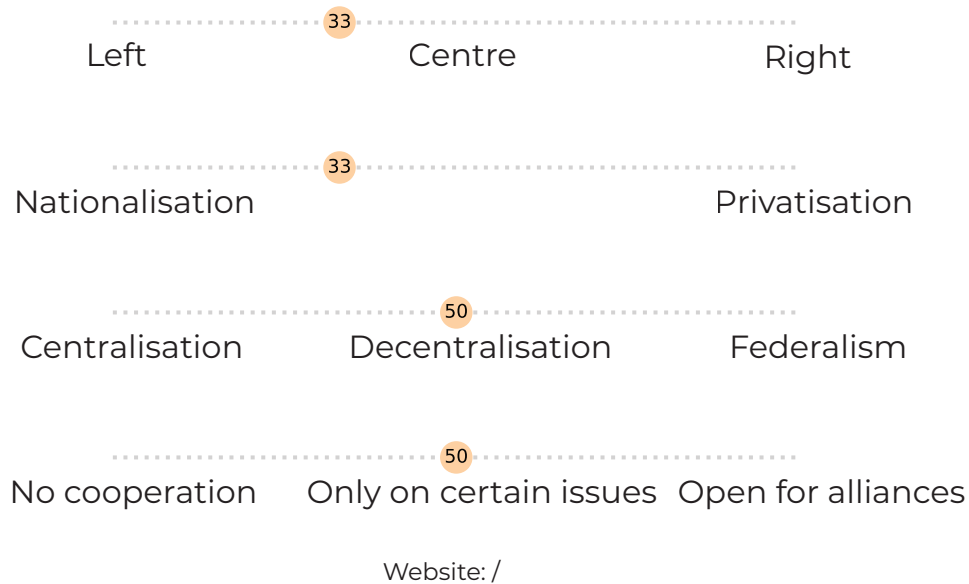 33
Left Centre Right
33
Nationalisation Privatisation
50
Centralisation Decentralisation Federalism
50
No cooperation Only on certain issues Open for alliances
Website: /